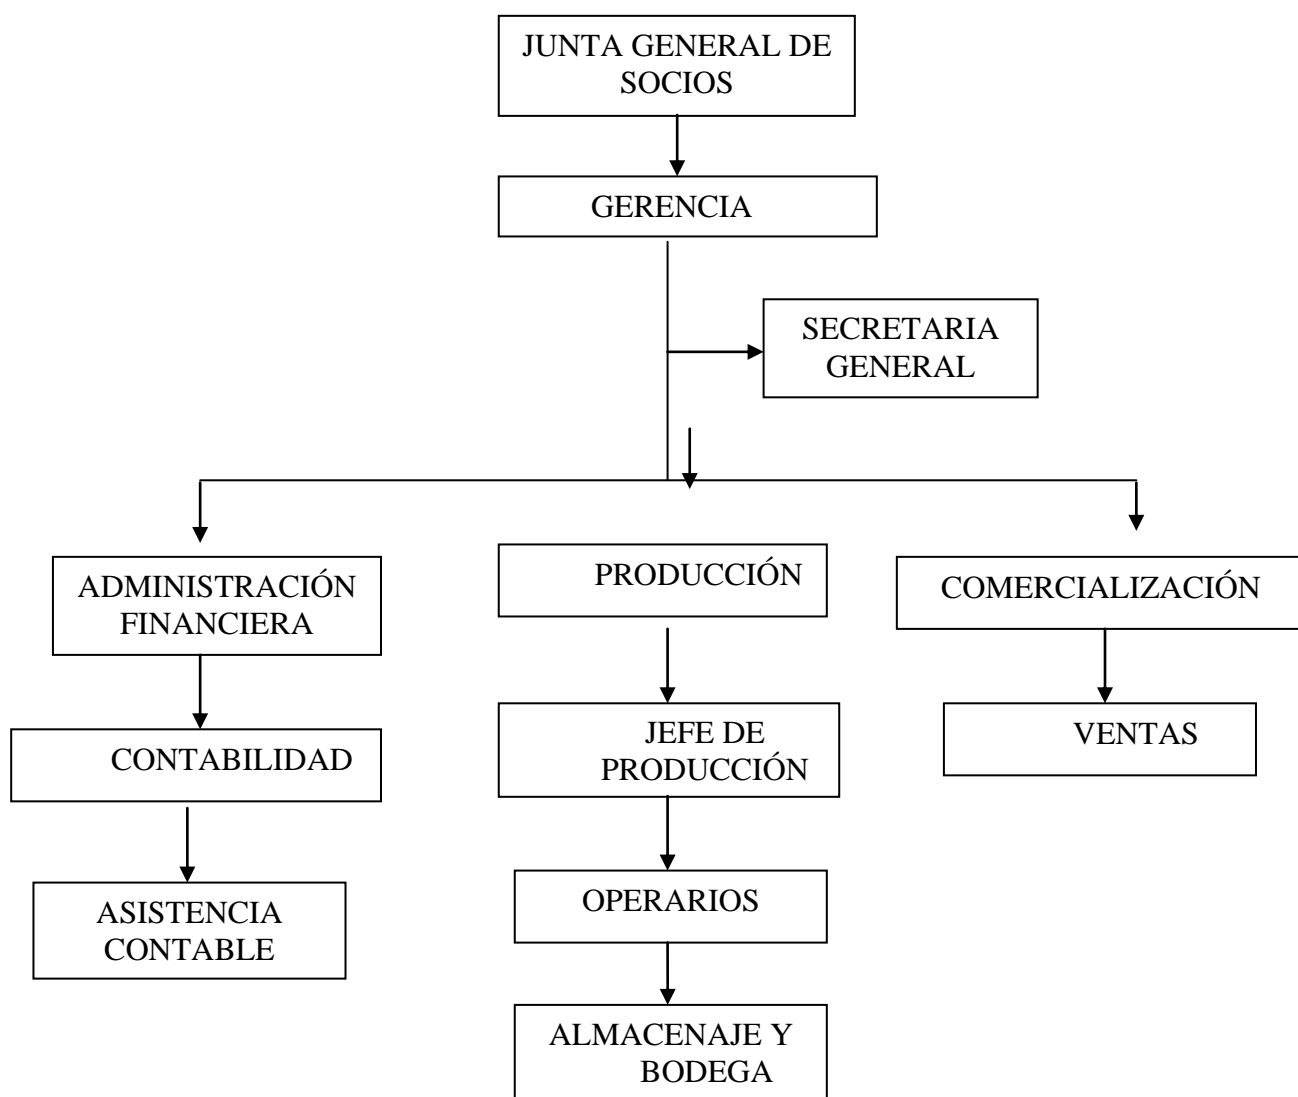 JUNTA GENERAL DE
SOCIOS
GERENCIA
SECRETARIA
GENERAL
ADMINISTRACIÓN
FINANCIERA
PRODUCCIÓN
COMERCIALIZACIÓN
CONTABILIDAD
JEFE DE
PRODUCCIÓN
VENTAS
ASISTENCIA
CONTABLE
OPERARIOS
ALMACENAJE Y
BODEGA